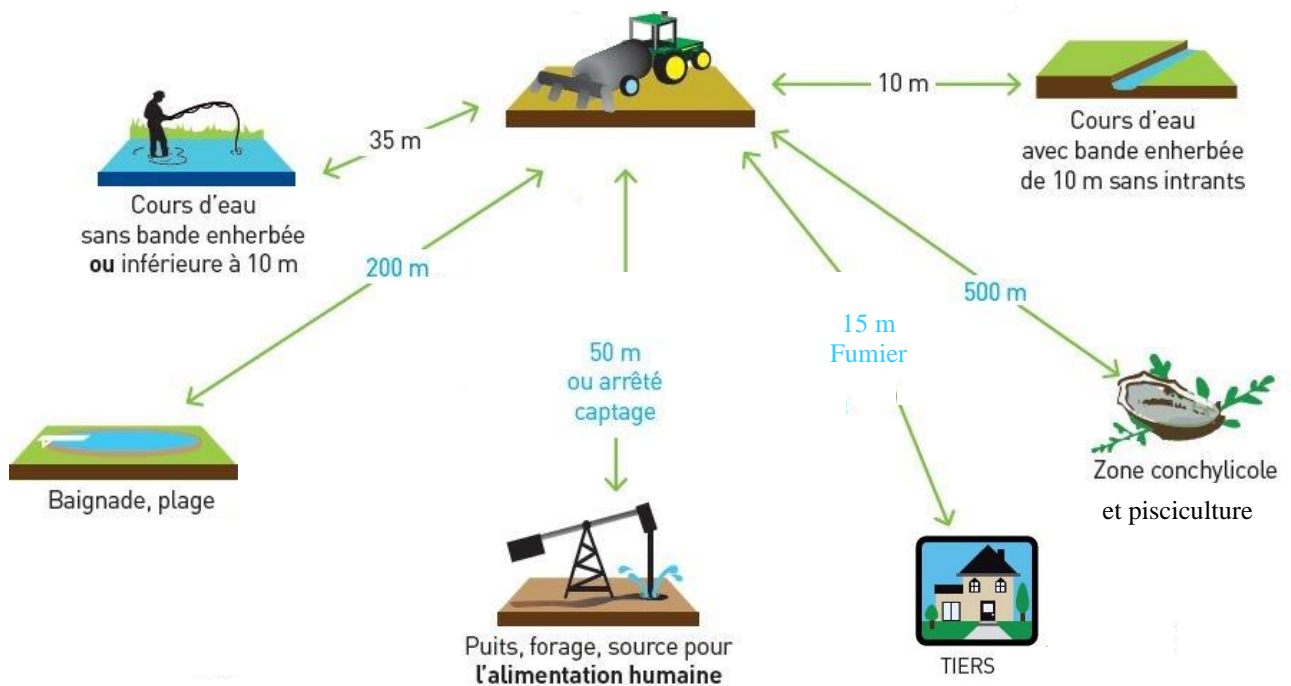 10 m
Cours d'eau
avec bande enherbée
de 10 m sans intrants
35 m
Cours d'eau
sans bande enherbée
ou inférieure à 10 m
200 m
500 m
15 m
Fumier
50 m
ou arrêté
captage
Baignade, plage
Zone conchylicole
et pisciculture
Puits, forage, source pour
l'alimentation humaine
TIERS